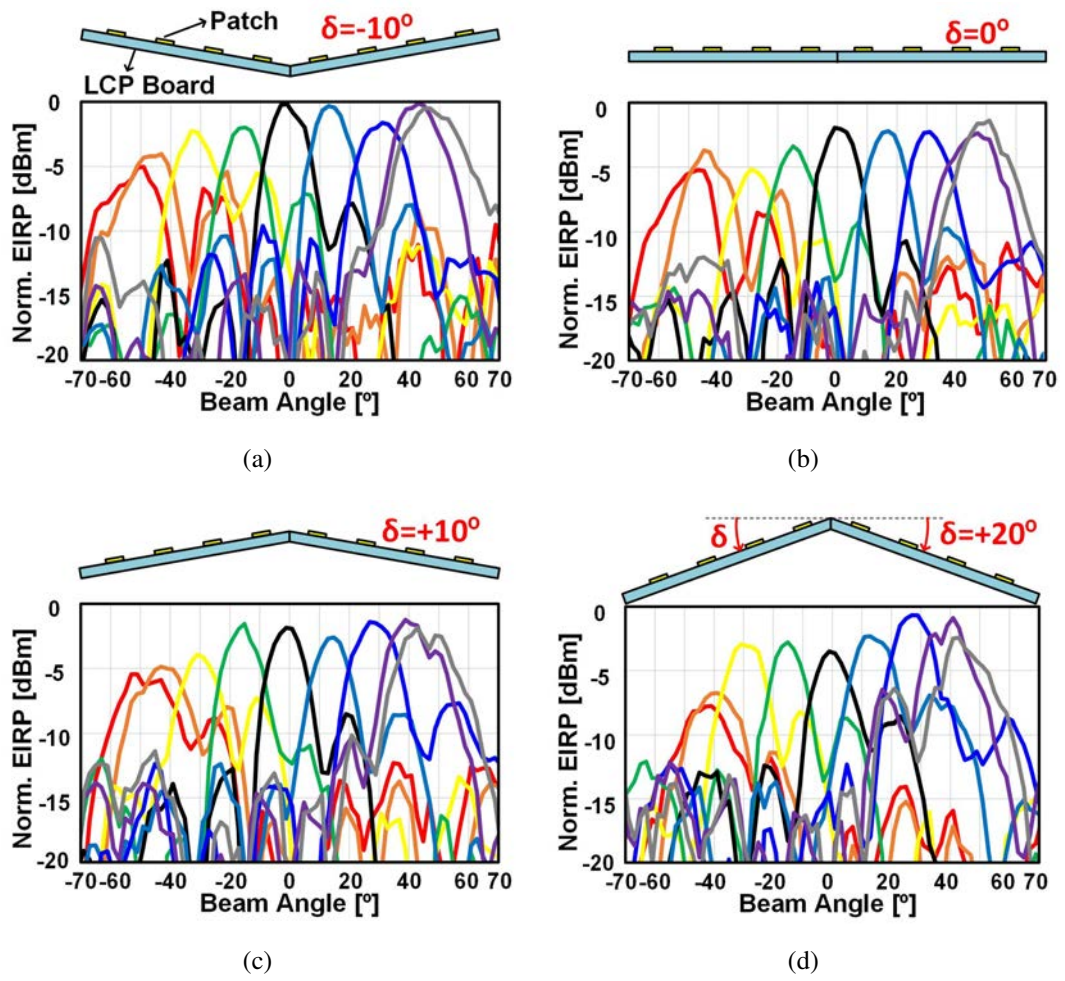 Patch
δ=-10º
LCP Board
0
-5
-10
-15
-20
Norm. EIRP [dBm]
-70-60 -40 -20 0 20 40 60 70
Beam Angle [º]
(a)
δ=0º
0
-5
-10
-15
-20
Norm. EIRP [dBm]
-70 -60 -40 -20 0 20 40 60 70
Beam Angle [º]
(b)
δ=+10º
0
-5
-10
-15
-20
Norm. EIRP [dBm]
-70-60 -40 -20 0 20 40 60 70
Beam Angle [º]
(c)
δ
δ=+20º
0
-5
-10
-15
-20
Norm. EIRP [dBm]
-70 -60 -40 -20 0 20 40 60 70
Beam Angle [º]
(d)